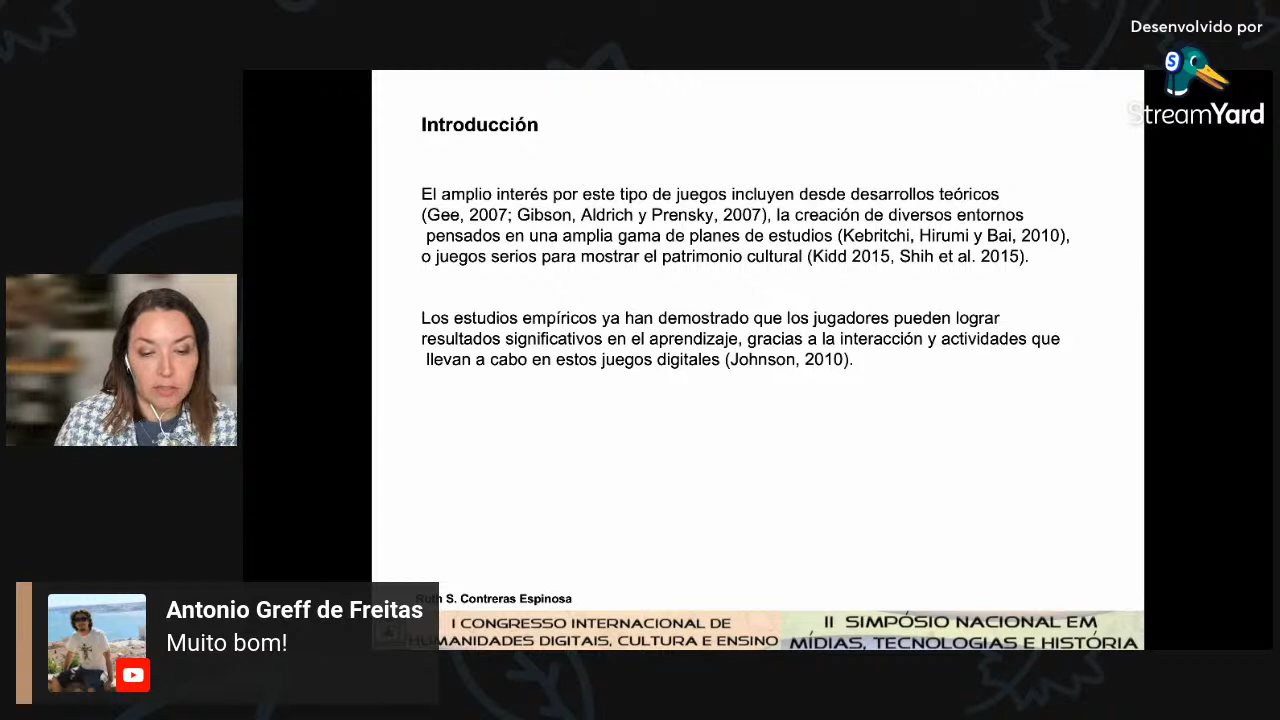 Desenvolvido por
StreamYard
Introducción
El amplio interés por este tipo de juegos incluyen desde desarrollos teóricos
(Gee, 2007; Gibson, Aldrich y Prensky, 2007), la creación de diversos entornos
pensados en una amplia gama de planes de estudios (Kebritchi, Hirumi y Bai, 2010),
o juegos serios para mostrar el patrimonio cultural (Kidd 2015, Shih et al. 2015).
Los estudios empíricos ya han demostrado que los jugadores pueden lograr
resultados significativos en el aprendizaje, gracias a la interacción y actividades que
llevan a cabo en estos juegos digitales (Johnson, 2010).
Ruth S. Contreras Espinosa
I CONGRESSO INTERNACIONAL DE
HUMANIDADES DIGITAIS, CULTURA E ENSINO
II SIMPÓSIO NACIONAL EM
MÍDIAS, TECNOLOGIAS E HISTÓRIA
Antonio Greff de Freitas
Muito bom!